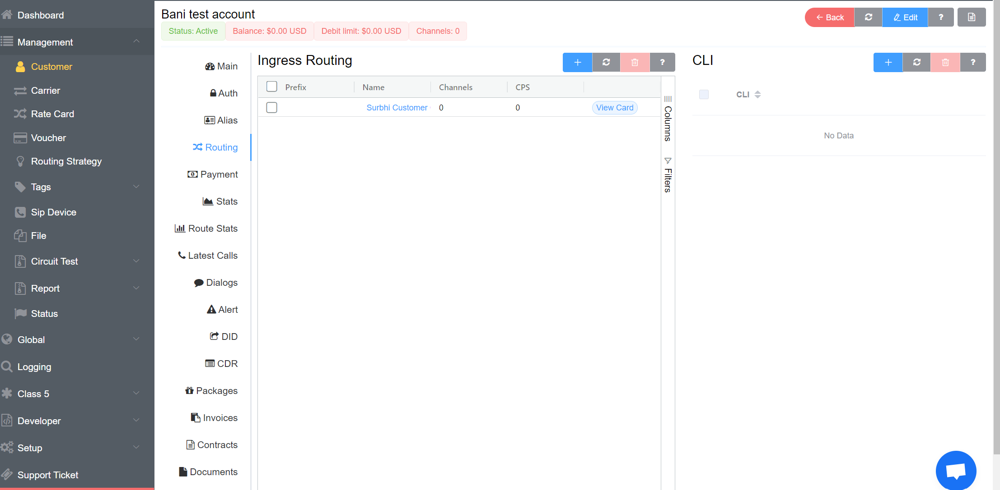 Dashboard
Management
Customer
Carrier
Rate Card
Voucher
Routing Strategy
Tags
Sip Device
File
Circuit Test
Report
Status
Global
Logging
Class 5
Developer
Setup
Support Ticket
Bani test account
Status: Active
Balance: $0.00 USD
Debit limit: $0.00 USD
Channels: 0
Back
Edit
?
Main
Auth
Alias
Routing
Payment
Stats
Route Stats
Latest Calls
Dialogs
Alert
DID
CDR
Packages
Invoices
Contracts
Documents
Ingress Routing
?
Prefix Name Channels CPS
Surbhi Customer 0 0 View Card
Columns
Filters
CLI
?
CLI
No Data